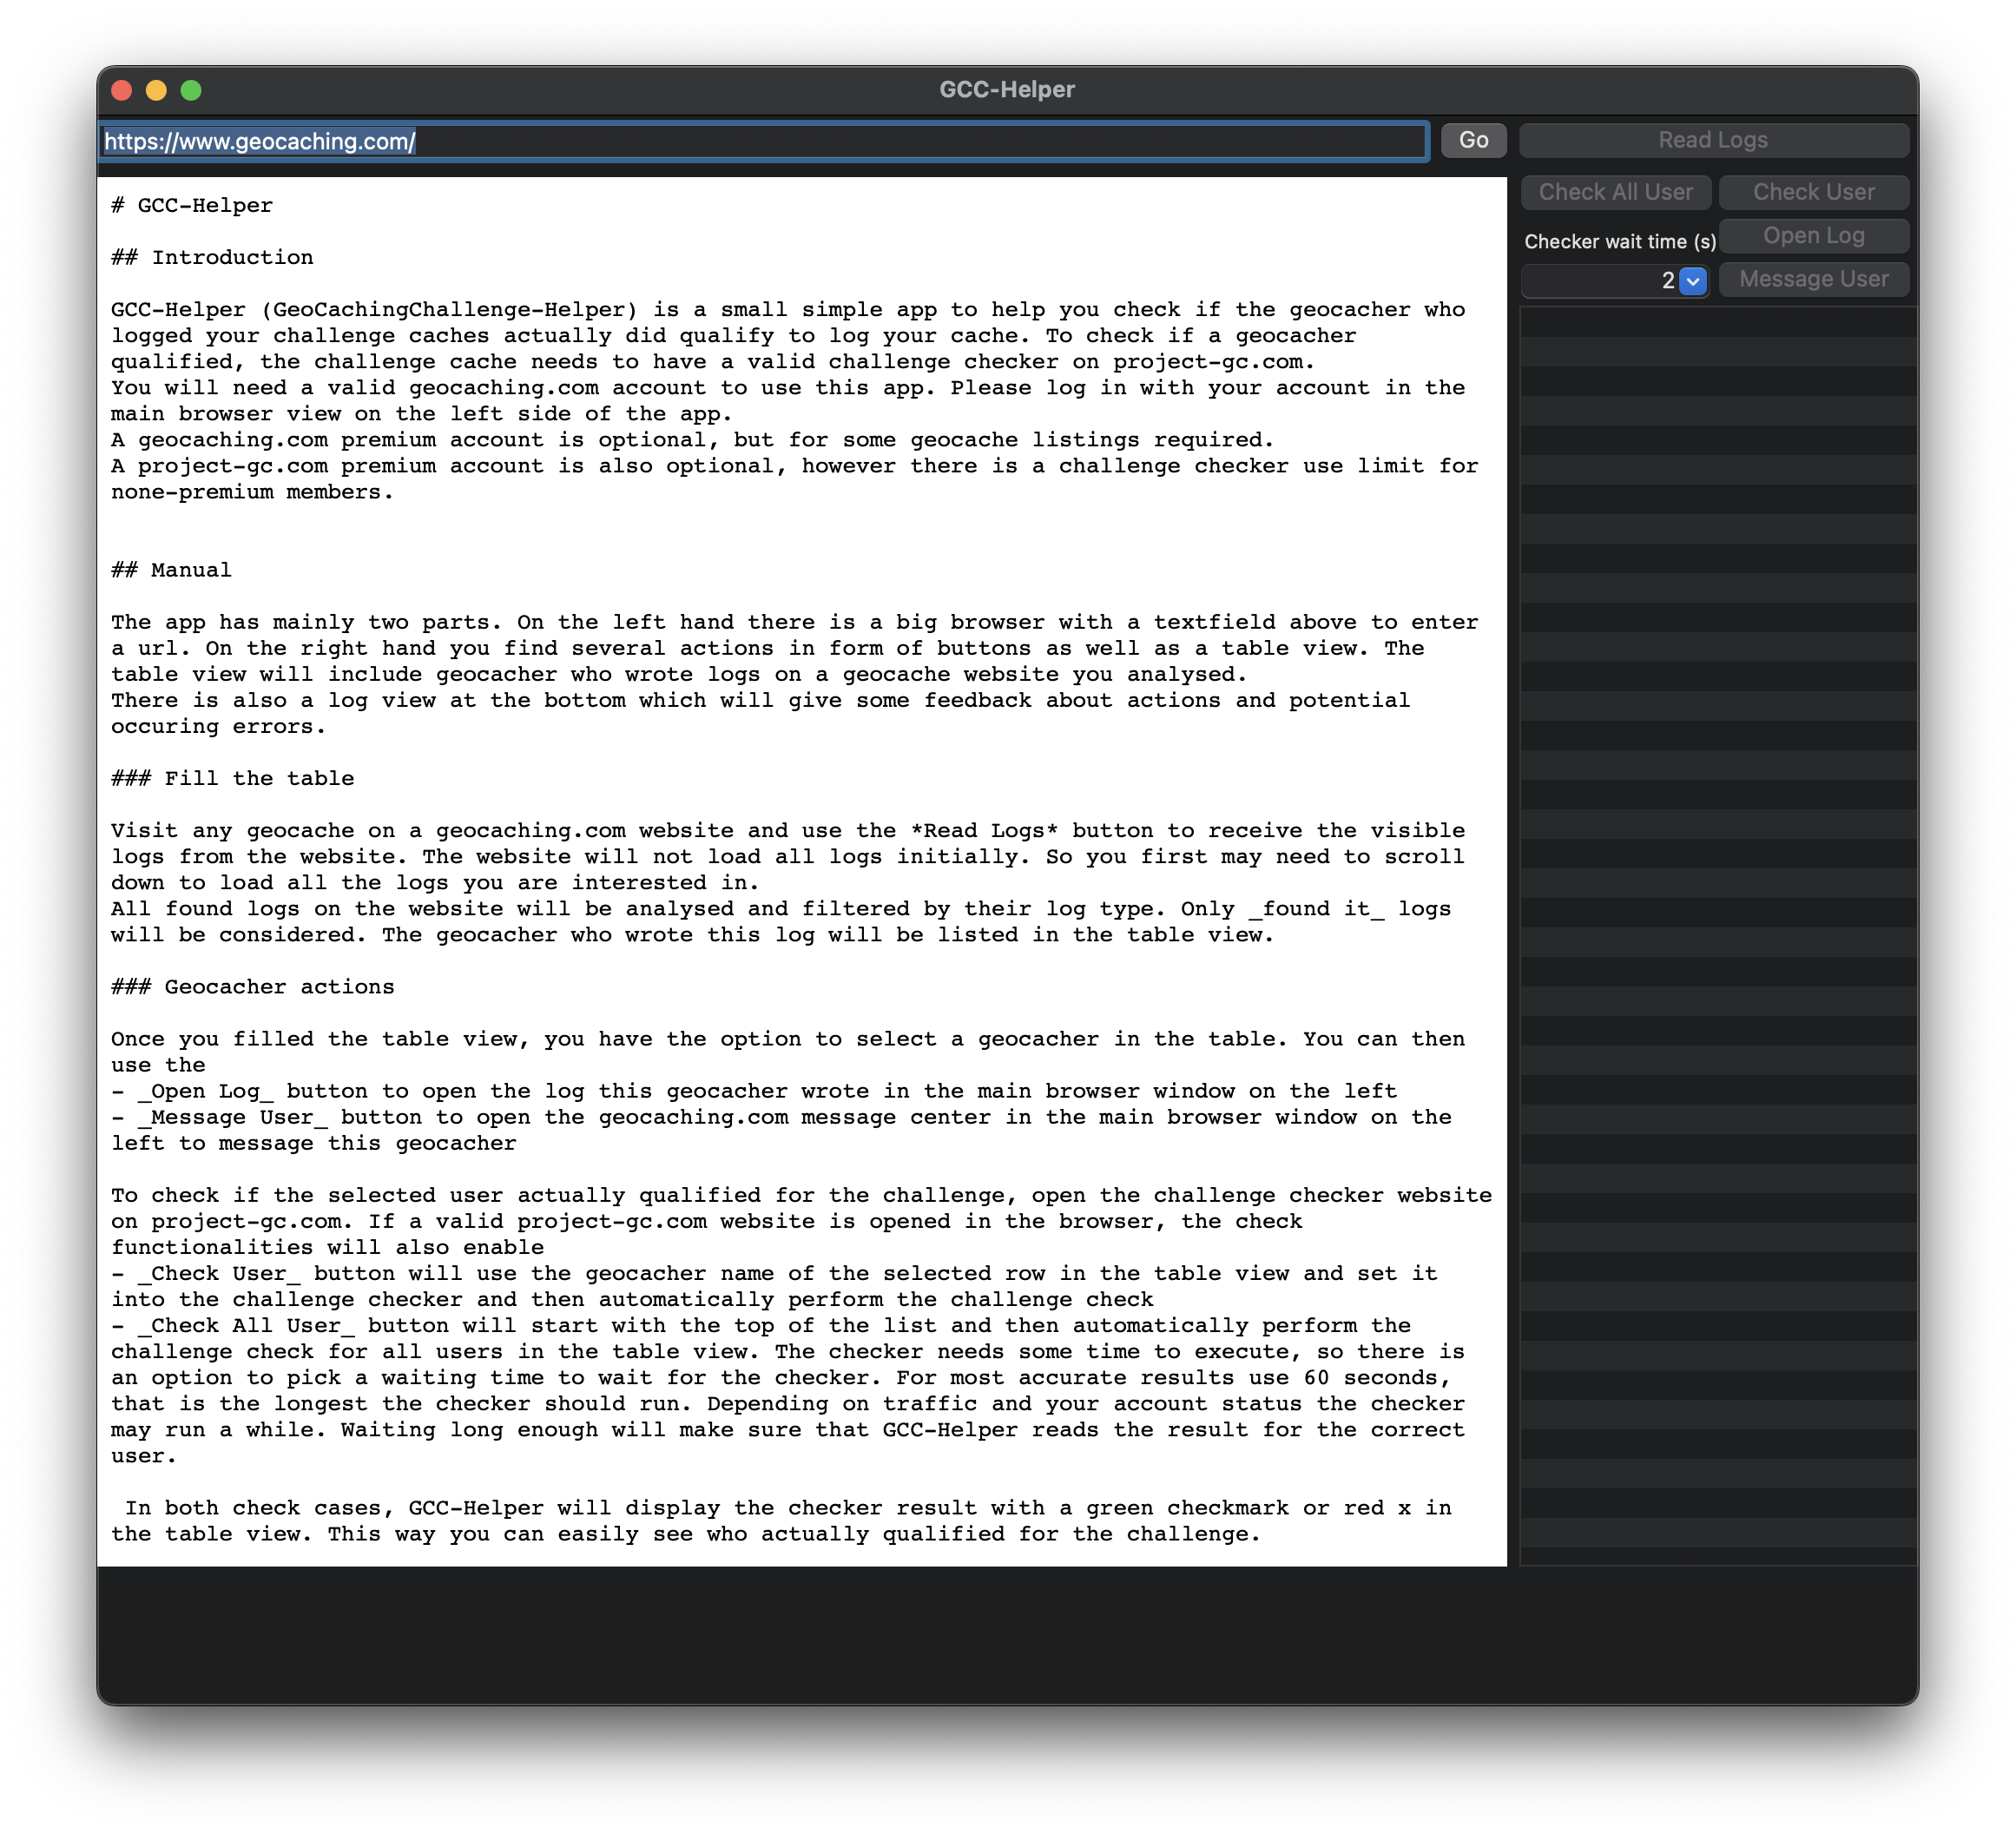 GCC-Helper
https://www.geocaching.com/
Go
Read Logs
Check All User
Check User
Checker wait time (s)
Open Log
2
Message User
# GCC-Helper
## Introduction
GCC-Helper (GeoCachingChallenge-Helper) is a small simple app to help you check if the geocacher who
logged your challenge caches actually did qualify to log your cache. To check if a geocacher
qualified, the challenge cache needs to have a valid challenge checker on project-gc.com.
You will need a valid geocaching.com account to use this app. Please log in with your account in the
main browser view on the left side of the app.
A geocaching.com premium account is optional, but for some geocache listings required.
A project-gc.com premium account is also optional, however there is a challenge checker use limit for
none-premium members.
## Manual
The app has mainly two parts. On the left hand there is a big browser with a textfield above to enter
a url. On the right hand you find several actions in form of buttons as well as a table view. The
table view will include geocacher who wrote logs on a geocache website you analysed.
There is also a log view at the bottom which will give some feedback about actions and potential
occuring errors.
### Fill the table
Visit any geocache on a geocaching.com website and use the *Read Logs* button to receive the visible
logs from the website. The website will not load all logs initially. So you first may need to scroll
down to load all the logs you are interested in.
All found logs on the website will be analysed and filtered by their log type. Only _found it_ logs
will be considered. The geocacher who wrote this log will be listed in the table view.
### Geocacher actions
Once you filled the table view, you have the option to select a geocacher in the table. You can then
use the
- _Open Log_ button to open the log this geocacher wrote in the main browser window on the left
- _Message User_ button to open the geocaching.com message center in the main browser window on the
left to message this geocacher
To check if the selected user actually qualified for the challenge, open the challenge checker website
on project-gc.com. If a valid project-gc.com website is opened in the browser, the check
functionalities will also enable
- _Check User_ button will use the geocacher name of the selected row in the table view and set it
into the challenge checker and then automatically perform the challenge check
- _Check All User_ button will start with the top of the list and then automatically perform the
challenge check for all users in the table view. The checker needs some time to execute, so there is
an option to pick a waiting time to wait for the checker. For most accurate results use 60 seconds,
that is the longest the checker should run. Depending on traffic and your account status the checker
may run a while. Waiting long enough will make sure that GCC-Helper reads the result for the correct
user.
In both check cases, GCC-Helper will display the checker result with a green checkmark or red x in
the table view. This way you can easily see who actually qualified for the challenge.